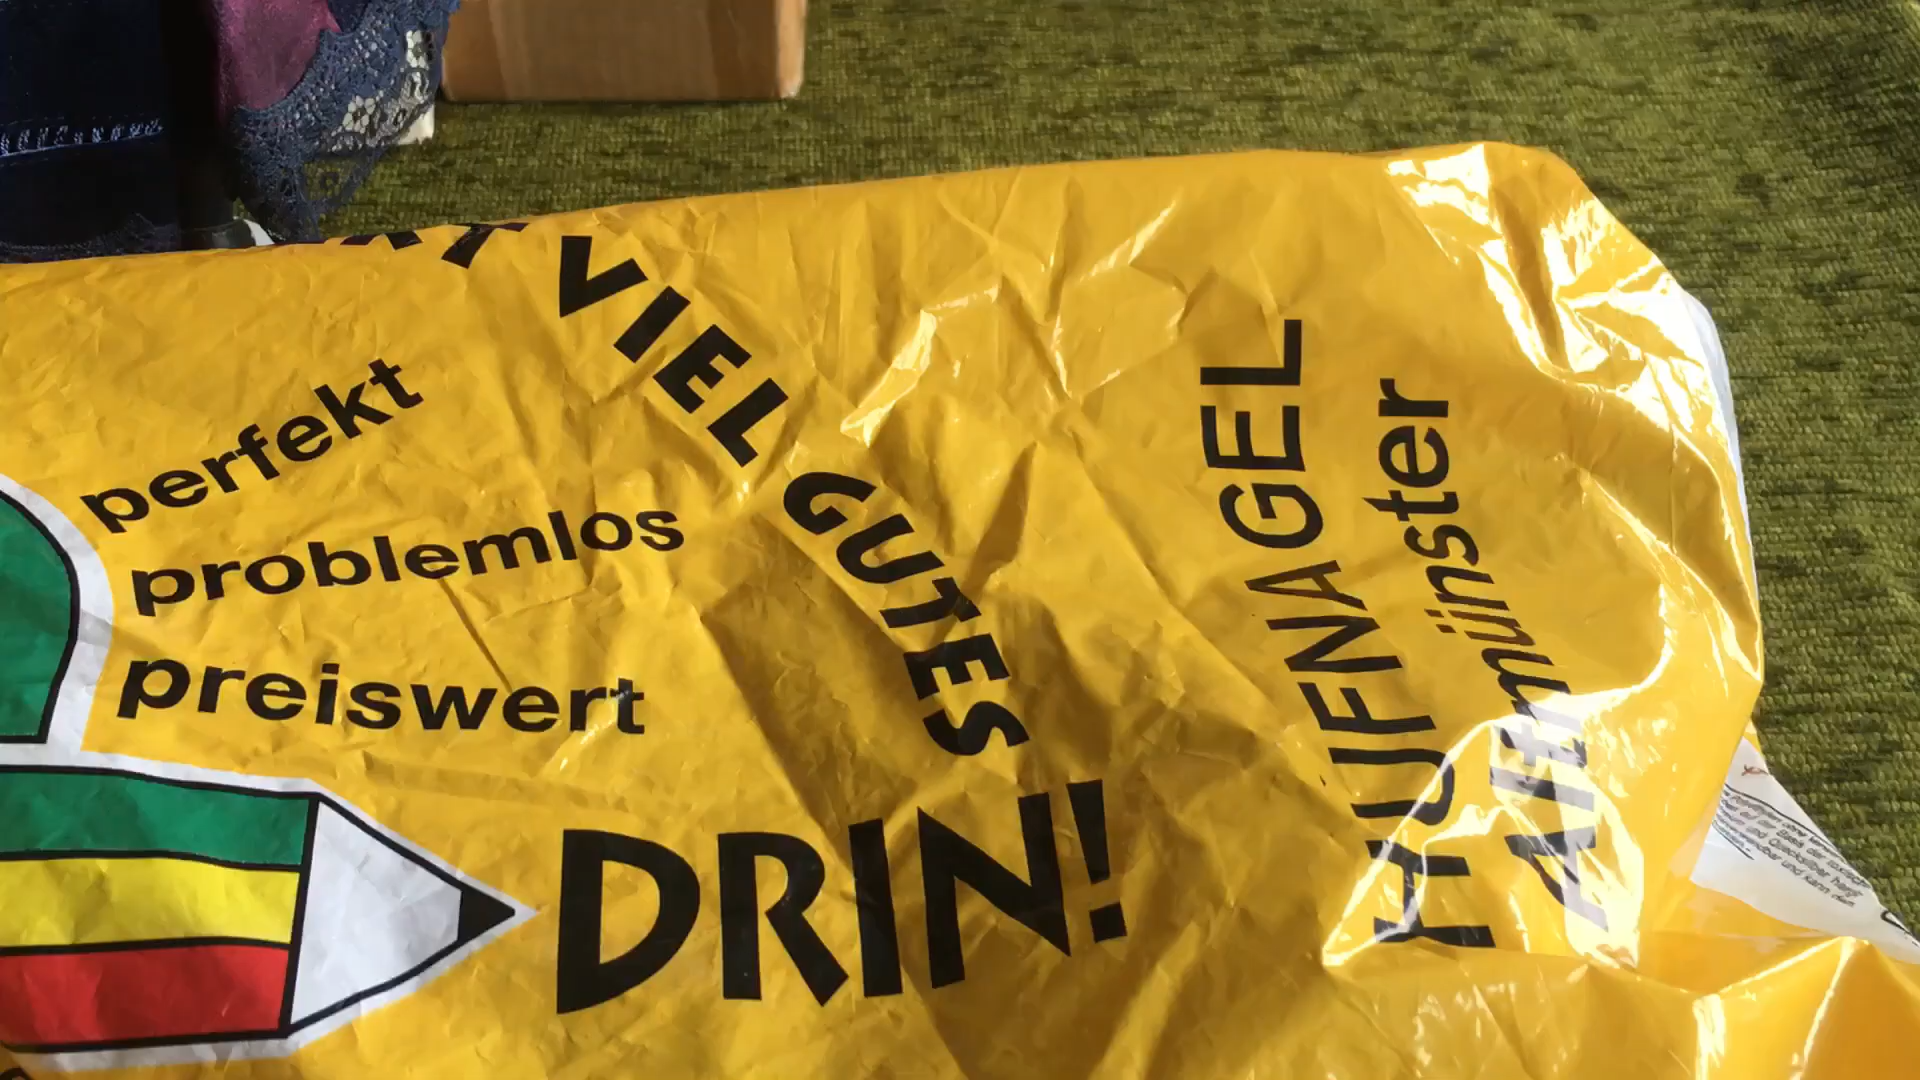 VIEL GUTES
perfekt
problemlos
preiswert
DRIN!
HUFNAGEL
Altmünster